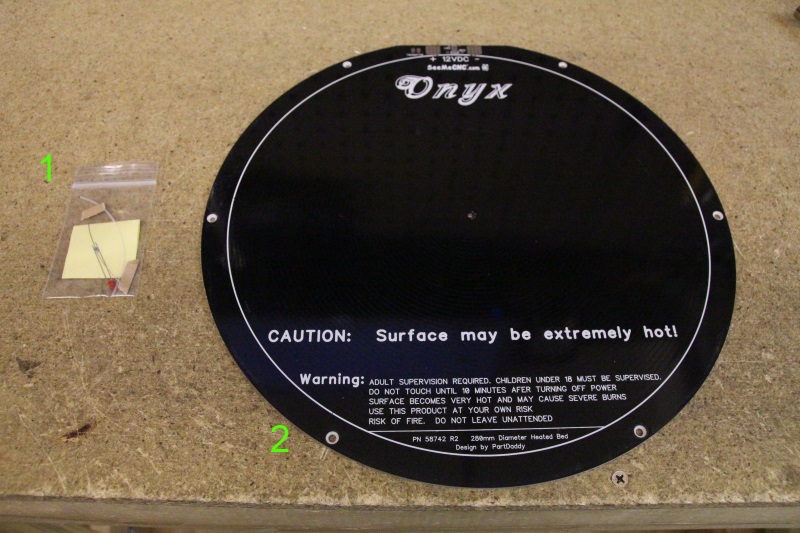 + 12VDC -
SeeMeCNC.com
Onyx
1
CAUTION: Surface may be extremely hot!
Warning: ADULT SUPERVISION REQUIRED. CHILDREN UNDER 18 MUST BE SUPERVISED.
DO NOT TOUCH UNTIL 10 MINUTES AFER TURNING OFF POWER
SURFACE BECOMES VERY HOT AND MAY CAUSE SEVERE BURNS
USE THIS PRODUCT AT YOUR OWN RISK
RISK OF FIRE. DO NOT LEAVE UNATTENDED
2
PN 58742 R2 280mm Diameter Heated Bed
Design by PartDaddy